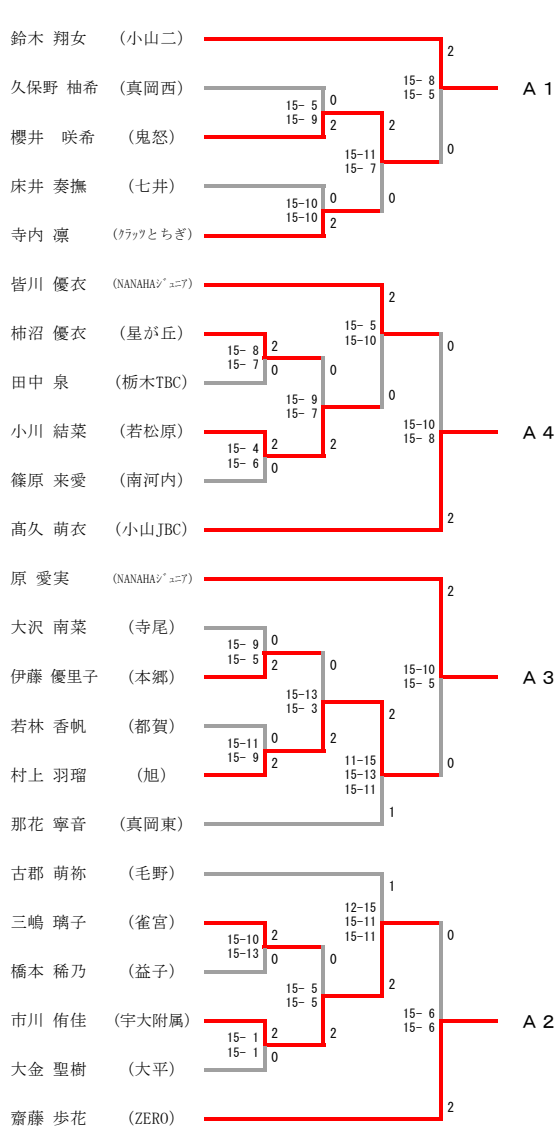 鈴木 翔女 (小山二)
2
15- 8
15- 5
A 1
久保野 柚希 (真岡西)
0
15- 5
15- 9
2
櫻井 咲希 (鬼怒)
2
15-11
15- 7
0
0
床井 奏撫 (七井)
0
15-10
15-10
2
寺内 凛 (クラッツとちぎ)
皆川 優衣 (NANAHAジュニア)
2
15- 5
15-10
0
柿沼 優衣 (星が丘)
2
15- 8
15- 7
0
0
田中 泉 (栃木TBC)
15- 9
15- 7
0
小川 結菜 (若松原)
2
15- 4
15- 6
0
2
15-10
15- 8
A 4
篠原 来愛 (南河内)
髙久 萌衣 (小山JBC)
2
原 愛実 (NANAHAジュニア)
2
大沢 南菜 (寺尾)
0
15- 9
15- 5
2
0
伊藤 優里子 (本郷)
15-10
15- 5
A 3
15-13
15- 3
2
若林 香帆 (都賀)
0
15-11
15- 9
2
2
村上 羽瑠 (旭)
11-15
15-13
15-11
0
1
那花 寧音 (真岡東)
古郡 萌祢 (毛野)
1
12-15
15-11
15-11
0
三嶋 璃子 (雀宮)
2
15-10
15-13
0
0
橋本 稀乃 (益子)
15- 5
15- 5
2
市川 侑佳 (宇大附属)
2
15- 1
15- 1
0
2
15- 6
15- 6
A 2
大金 聖樹 (大平)
齋藤 歩花 (ZERO)
2